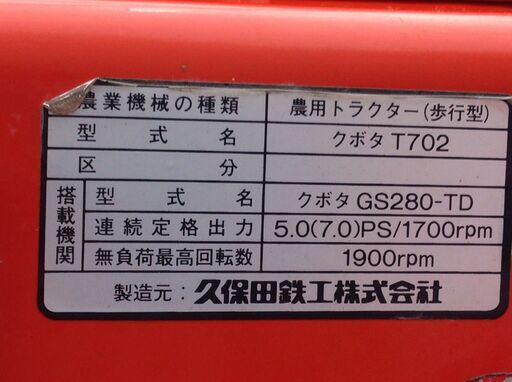 農業機械の種類 農用トラクター(歩行型)
型式名 クボタ T702
区分
搭載機関
型式名 クボタ GS280-TD
連続定格出力 5.0(7.0)PS/1700rpm
無負荷最高回転数 1900rpm
製造元:久保田鉄工株式会社